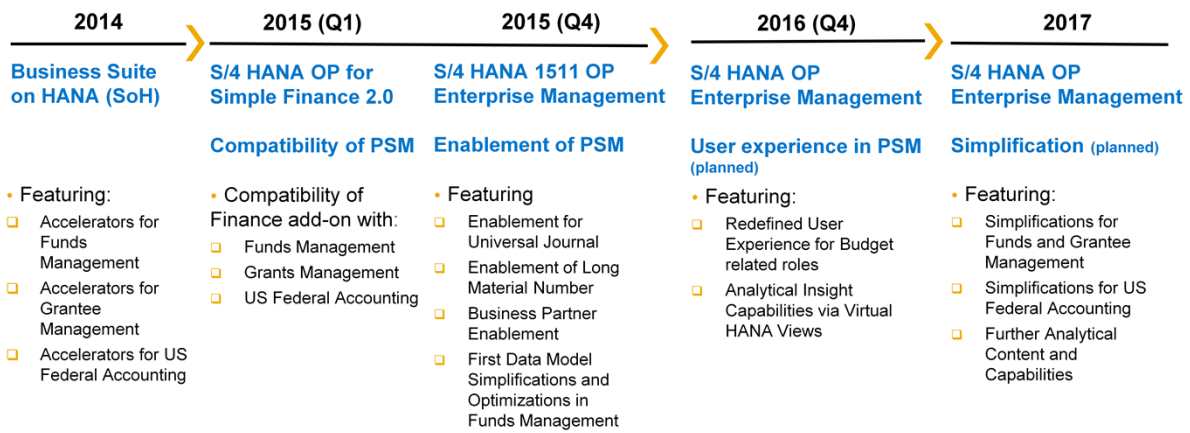 2014
Business Suite
on HANA (SoH)
• Featuring:
Accelerators for
Funds
Management
Accelerators for
Grantee
Management
Accelerators for US
Federal Accounting
2015 (Q1)
S/4 HANA OP for
Simple Finance 2.0
Compatibility of PSM
• Compatibility of
Finance add-on with:
Funds Management
Grants Management
US Federal Accounting
2015 (Q4)
S/4 HANA 1511 OP
Enterprise Management
Enablement of PSM
• Featuring
Enablement for
Universal Journal
Enablement of Long
Material Number
Business Partner
Enablement
First Data Model
Simplifications and
Optimizations in
Funds Management
2016 (Q4)
S/4 HANA OP
Enterprise Management
User experience in PSM
(planned)
• Featuring:
Redefined User
Experience for Budget
related roles
Analytical Insight
Capabilities via Virtual
HANA Views
2017
S/4 HANA OP
Enterprise Management
Simplification (planned)
• Featuring:
Simplifications for
Funds and Grantee
Management
Simplifications for US
Federal Accounting
Further Analytical
Content and
Capabilities